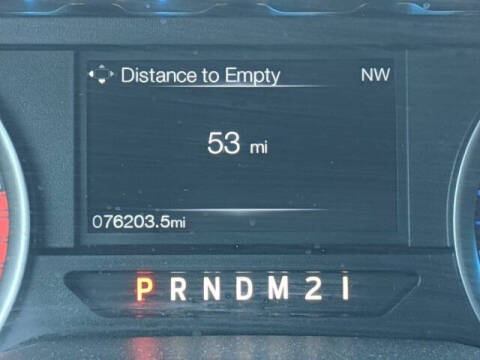 Distance to Empty NW
53 mi
076203.5mi
P R N D M 2 1